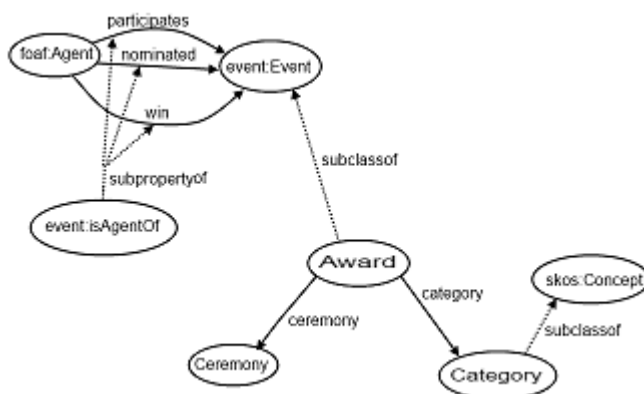 participates
foaf:Agent
nominated
event:Event
win
subpropertyof
subclassof
event:isAgentOf
Award
skos:Concept
category
ceremony
subclassof
Ceremony
Category